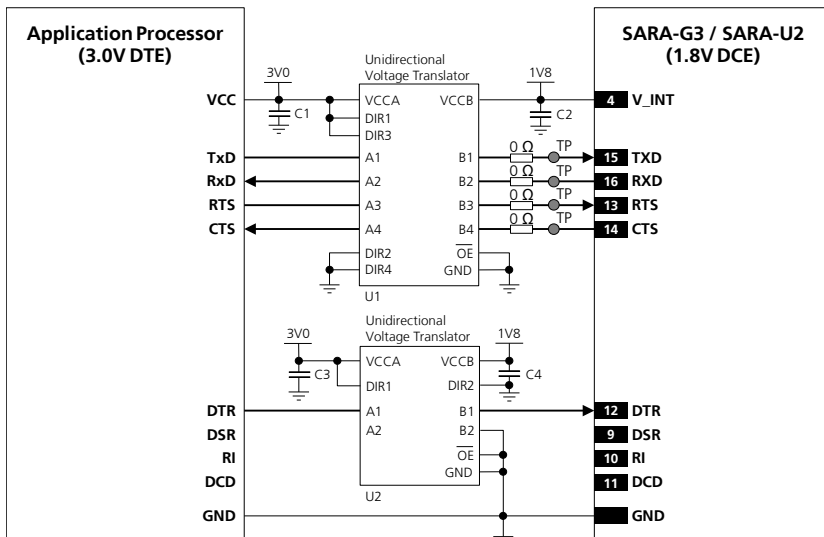 Application Processor
(3.0V DTE)
SARA-G3 / SARA-U2
(1.8V DCE)
Unidirectional
Voltage Translator
3V0
1V8
VCC
C1
VCCA
VCCB
C2
4
V_INT
DIR1
DIR3
0 Ω
TP
TxD
A1
B1
15
TXD
0 Ω
TP
RxD
A2
B2
16
RXD
0 Ω
TP
RTS
A3
B3
13
RTS
0 Ω
TP
CTS
A4
B4
14
CTS
DIR2
OE
DIR4
GND
U1
Unidirectional
Voltage Translator
3V0
1V8
VCCA
VCCB
C3
C4
DIR1
DIR2
DTR
A1
B1
12
DTR
DSR
A2
B2
9
DSR
RI
OE
10
RI
GND
DCD
11
DCD
U2
GND
GND